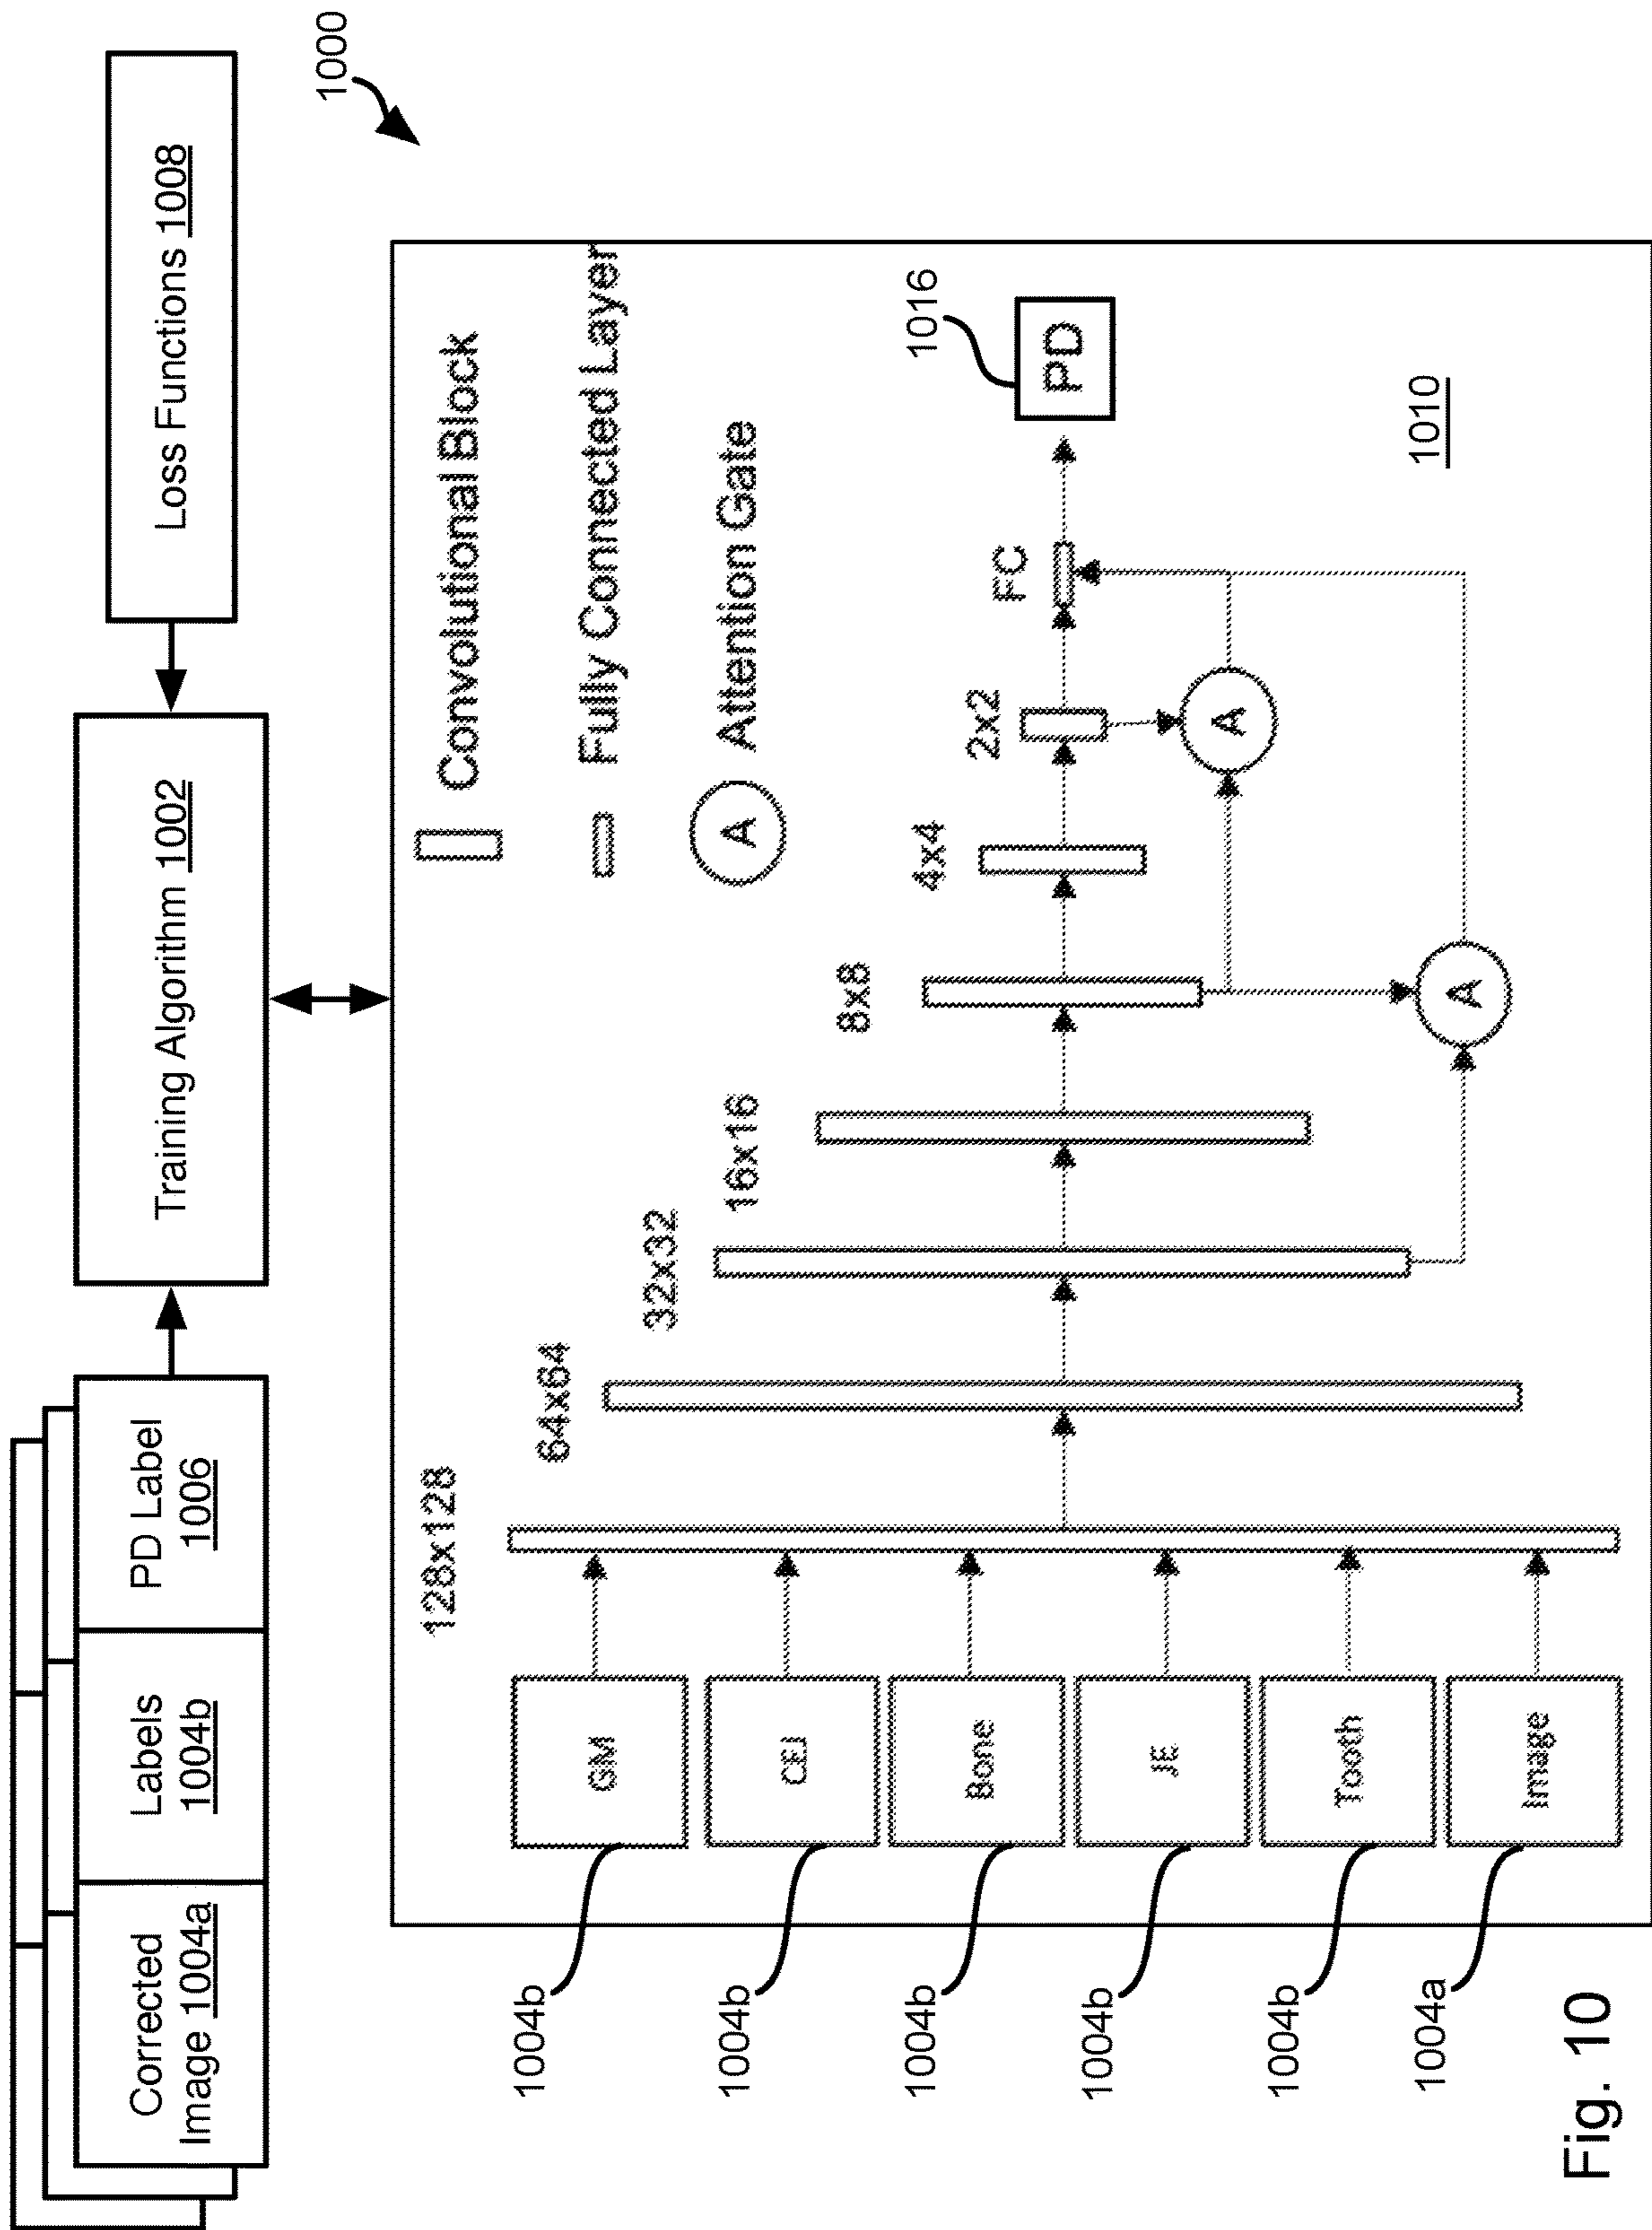 Corrected
Image 1004a
Labels
1004b
PD Label
1006
Training Algorithm 1002
Loss Functions 1008
1000
Convolutional Block
Fully Connected Layer
A
Attention Gate
128x128
64x64
32x32
16x16
8x8
4x4
2x2
FC
1016
PD
1004b
GM
1004b
CEJ
1004b
Bone
1004b
JE
1004b
Tooth
1004a
Image
A
A
1010
Fig. 10